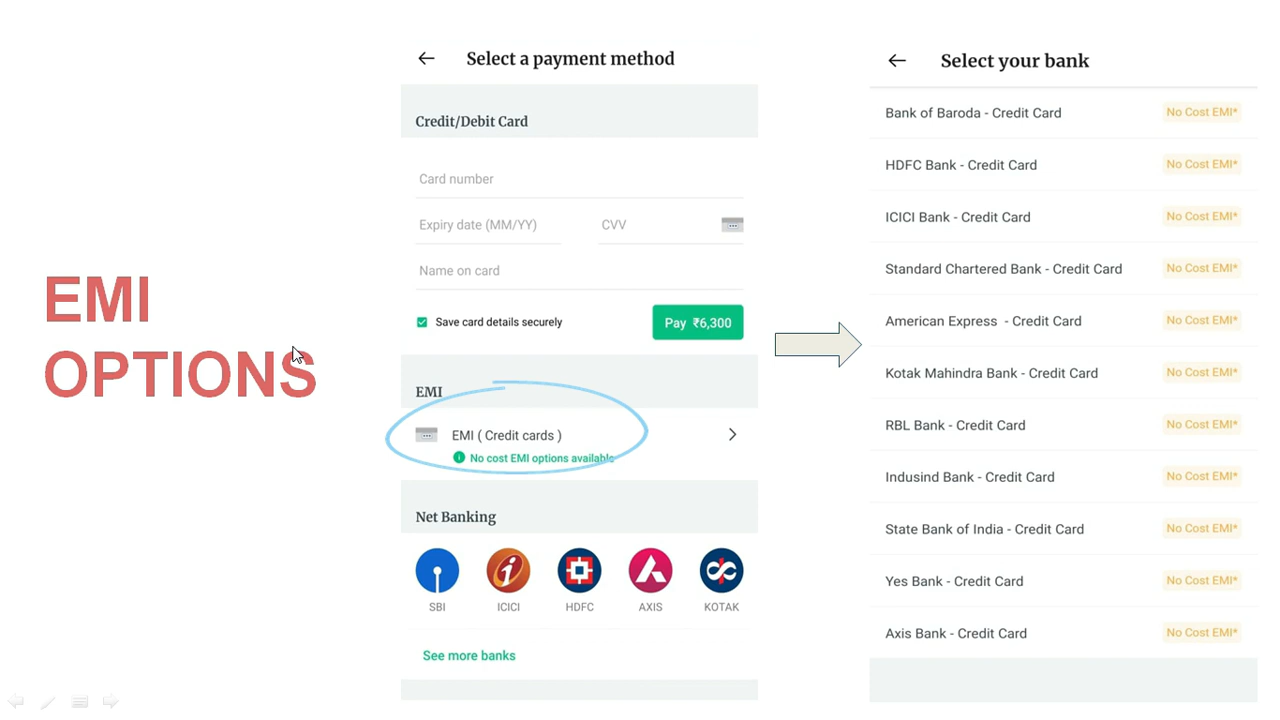 EMI
OPTIONS
Select a payment method
Credit/Debit Card
Card number
Expiry date (MM/YY) CVV
Name on card
Save card details securely Pay ₹6,300
EMI
EMI ( Credit cards )
No cost EMI options available
Net Banking
SBI ICICI HDFC AXIS KOTAK
See more banks
Select your bank
Bank of Baroda - Credit Card No Cost EMI*
HDFC Bank - Credit Card No Cost EMI*
ICICI Bank - Credit Card No Cost EMI*
Standard Chartered Bank - Credit Card No Cost EMI*
American Express - Credit Card No Cost EMI*
Kotak Mahindra Bank - Credit Card No Cost EMI*
RBL Bank - Credit Card No Cost EMI*
Indusind Bank - Credit Card No Cost EMI*
State Bank of India - Credit Card No Cost EMI*
Yes Bank - Credit Card No Cost EMI*
Axis Bank - Credit Card No Cost EMI*